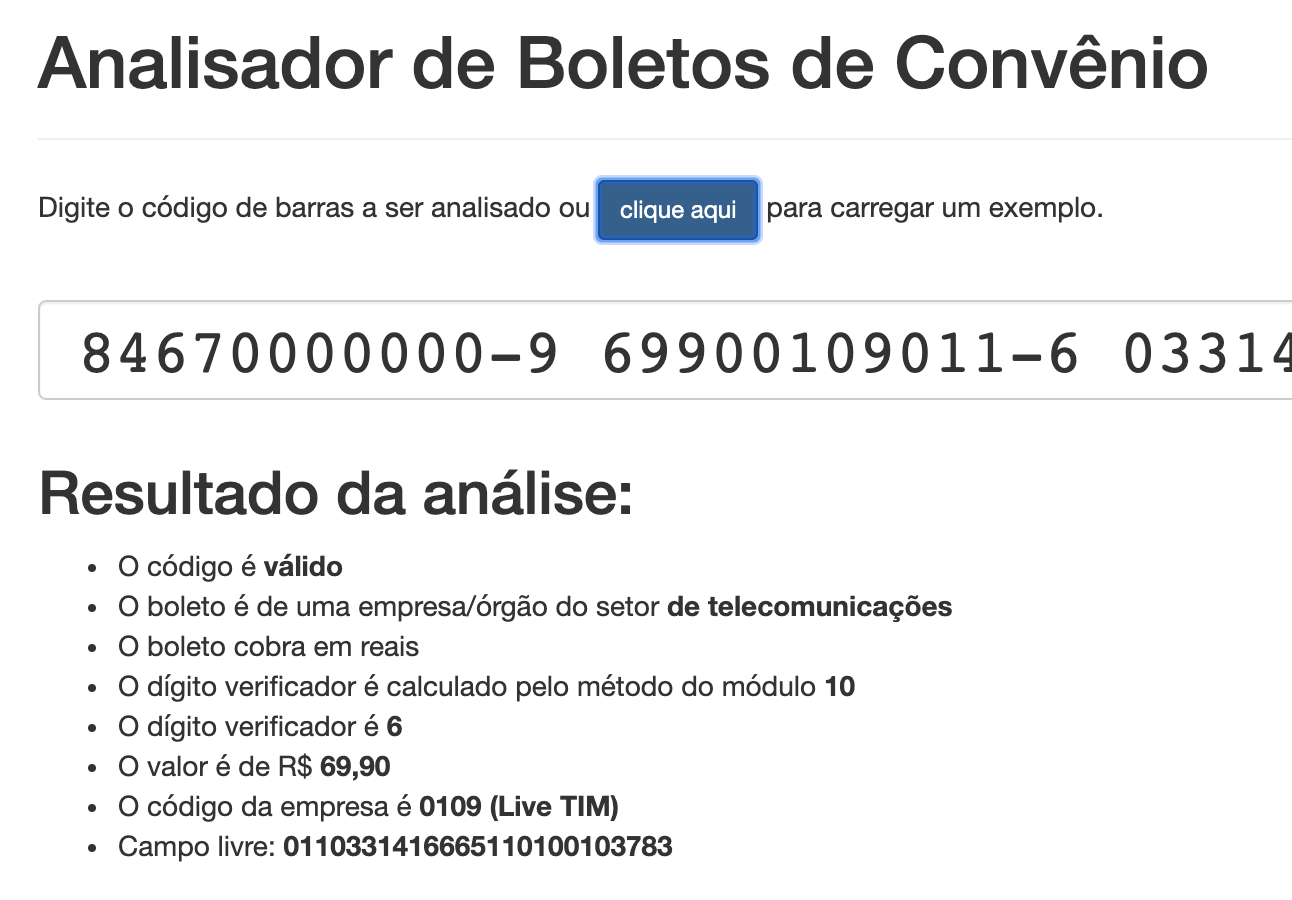 Analisador de Boletos de Convênio
Digite o código de barras a ser analisado ou clique aqui para carregar um exemplo.
84670000000-9 69900109011-6 03314
Resultado da análise:
• O código é válido
• O boleto é de uma empresa/órgão do setor de telecomunicações
• O boleto cobra em reais
• O dígito verificador é calculado pelo método do módulo 10
• O dígito verificador é 6
• O valor é de R$ 69,90
• O código da empresa é 0109 (Live TIM)
• Campo livre: 0110331416665110100103783